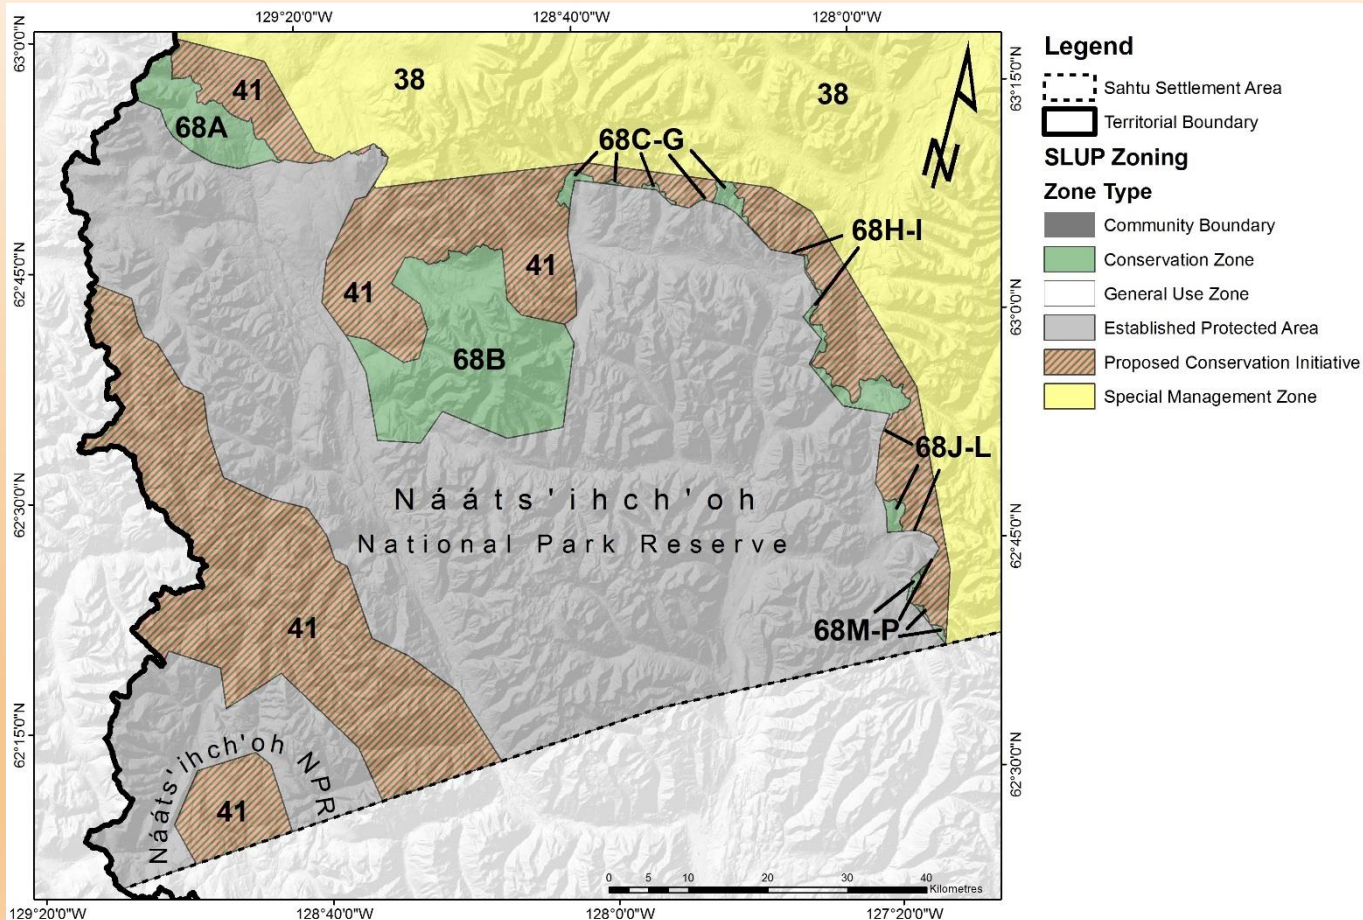 129°20'0"W 128°40'0"W 128°0'0"W
63°0'0"N
63°15'0"N
41
38
38
68A
68C-G
N
68H-I
62°45'0"N
41
41
63°0'0"N
68B
68J-L
62°30'0"N
Nááts'ihch'oh
National Park Reserve
62°45'0"N
41
68M-P
62°15'0"N
Nááts'ihch'oh NPR
62°30'0"N
41
0 5 10 20 30 40
Kilometres
129°20'0"W 128°40'0"W 128°0'0"W 127°20'0"W
Legend
Sahtu Settlement Area
Territorial Boundary
SLUP Zoning
Zone Type
Community Boundary
Conservation Zone
General Use Zone
Established Protected Area
Proposed Conservation Initiative
Special Management Zone